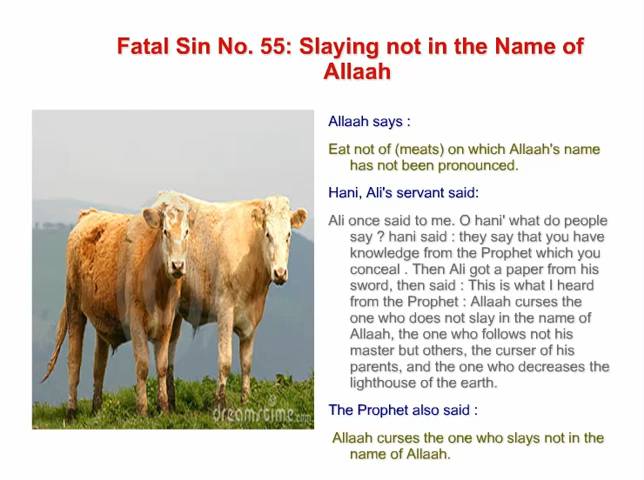 Fatal Sin No. 55: Slaying not in the Name of
Allaah
Allaah says :
Eat not of (meats) on which Allaah's name
has not been pronounced.
Hani, Ali's servant said:
Ali once said to me. O hani' what do people
say ? hani said : they say that you have
knowledge from the Prophet which you
conceal . Then Ali got a paper from his
sword, then said : This is what I heard
from the Prophet : Allaah curses the
one who does not slay in the name of
Allaah, the one who follows not his
master but others, the curser of his
parents, and the one who decreases the
lighthouse of the earth.
The Prophet also said :
Allaah curses the one who slays not in the
name of Allaah.
dreamstime.com